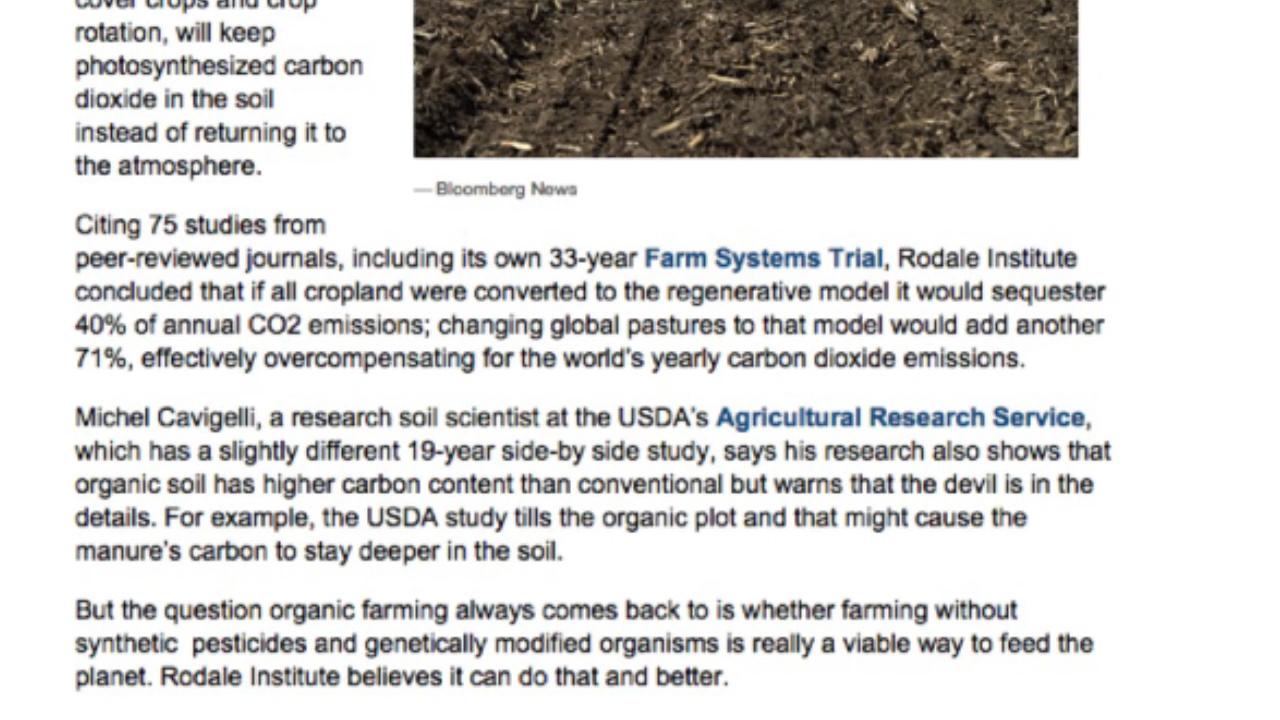 cover crops and crop
rotation, will keep
photosynthesized carbon
dioxide in the soil
instead of returning it to
the atmosphere.
— Bloomberg News
Citing 75 studies from
peer-reviewed journals, including its own 33-year Farm Systems Trial, Rodale Institute
concluded that if all cropland were converted to the regenerative model it would sequester
40% of annual CO2 emissions; changing global pastures to that model would add another
71%, effectively overcompensating for the world’s yearly carbon dioxide emissions.
Michel Cavigelli, a research soil scientist at the USDA’s Agricultural Research Service,
which has a slightly different 19-year side-by side study, says his research also shows that
organic soil has higher carbon content than conventional but warns that the devil is in the
details. For example, the USDA study tills the organic plot and that might cause the
manure’s carbon to stay deeper in the soil.
But the question organic farming always comes back to is whether farming without
synthetic  pesticides and genetically modified organisms is really a viable way to feed the
planet. Rodale Institute believes it can do that and better.